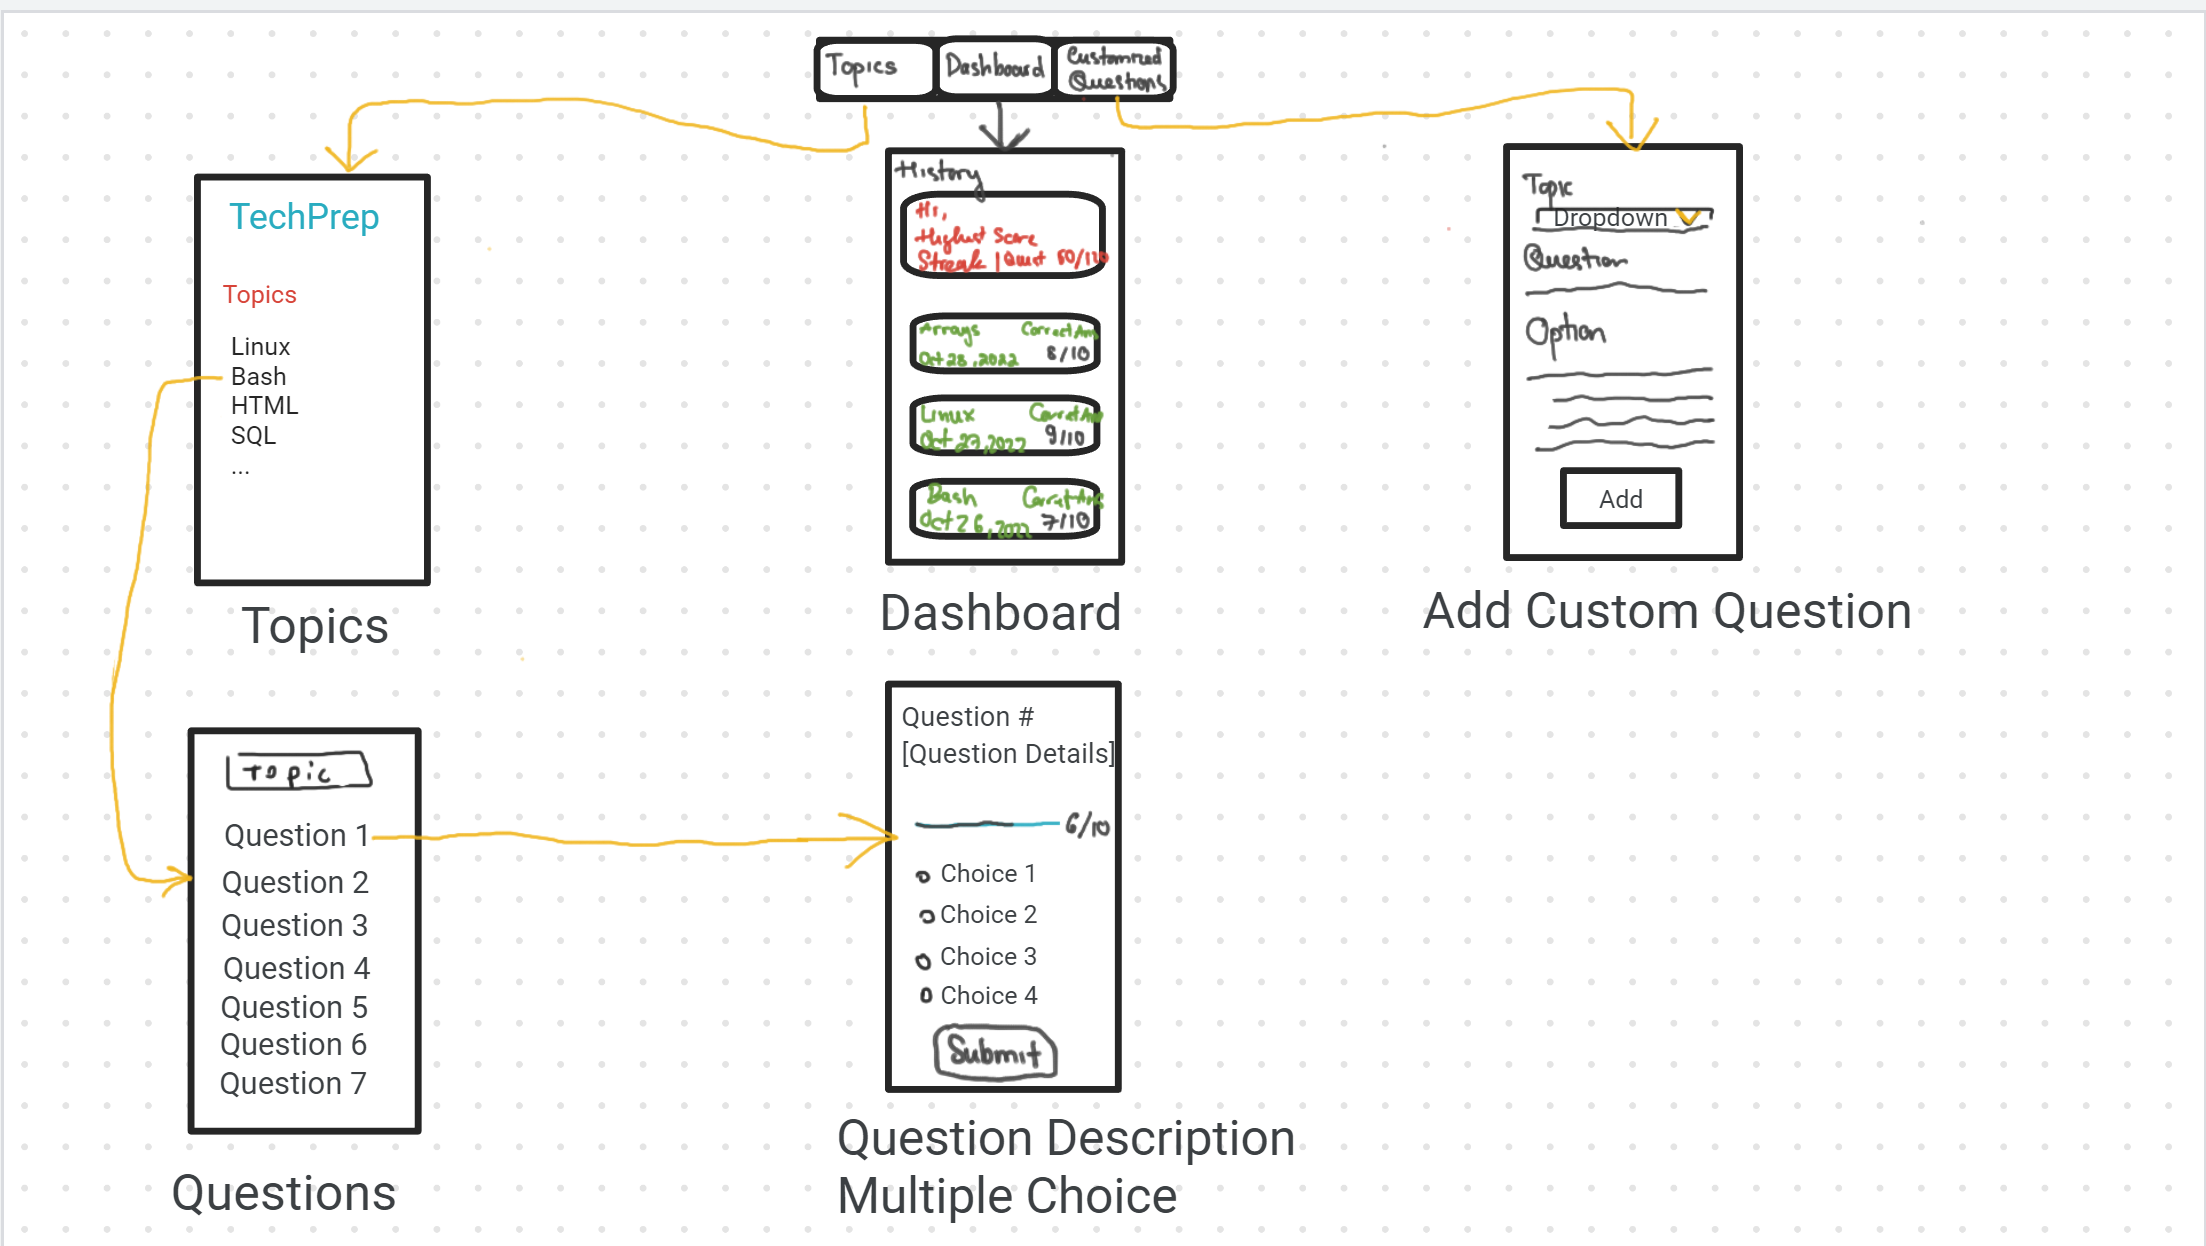 Topics
Dashboard
Customized
Questions
TechPrep
Topics
Linux
Bash
HTML
SQL
...
Topics
History
Hi,
Highest Score
Streak | Quest 50/120
Arrays Correct Ans
Oct 28, 2022 8/10
Linux Correct Ans
Oct 27, 2022 9/10
Bash Correct Ans
Oct 26, 2022 7/10
Dashboard
Topic
Dropdown
Question
Option
Add
Add Custom Question
Topic
Question 1
Question 2
Question 3
Question 4
Question 5
Question 6
Question 7
Questions
Question #
[Question Details]
6/10
Choice 1
Choice 2
Choice 3
Choice 4
Submit
Question Description
Multiple Choice